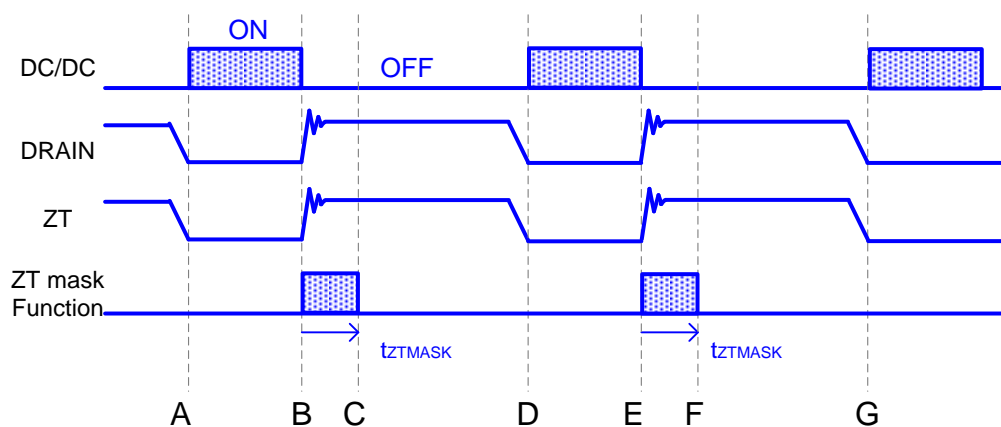 ON
DC/DC
OFF
DRAIN
ZT
ZT mask
Function
tZTMASK
tZTMASK
A B C D E F G